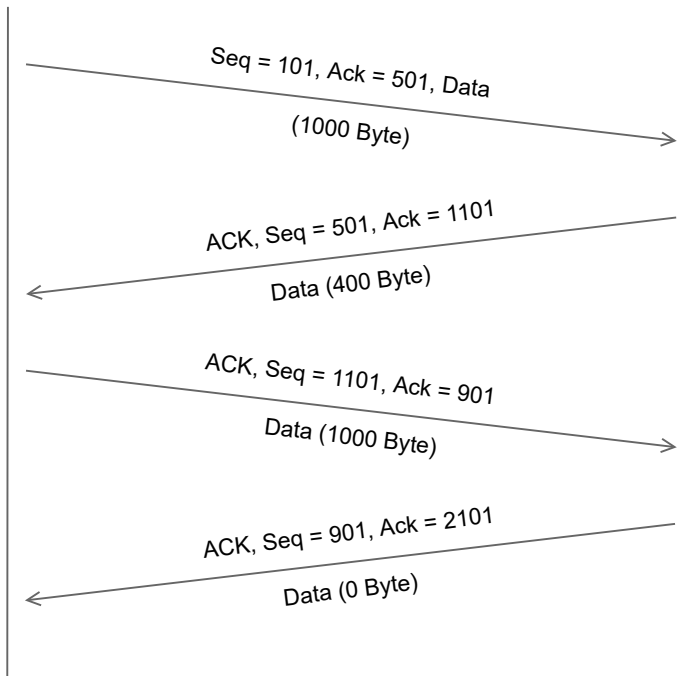 Seq = 101, Ack = 501, Data
(1000 Byte)
ACK, Seq = 501, Ack = 1101
Data (400 Byte)
ACK, Seq = 1101, Ack = 901
Data (1000 Byte)
ACK, Seq = 901, Ack = 2101
Data (0 Byte)